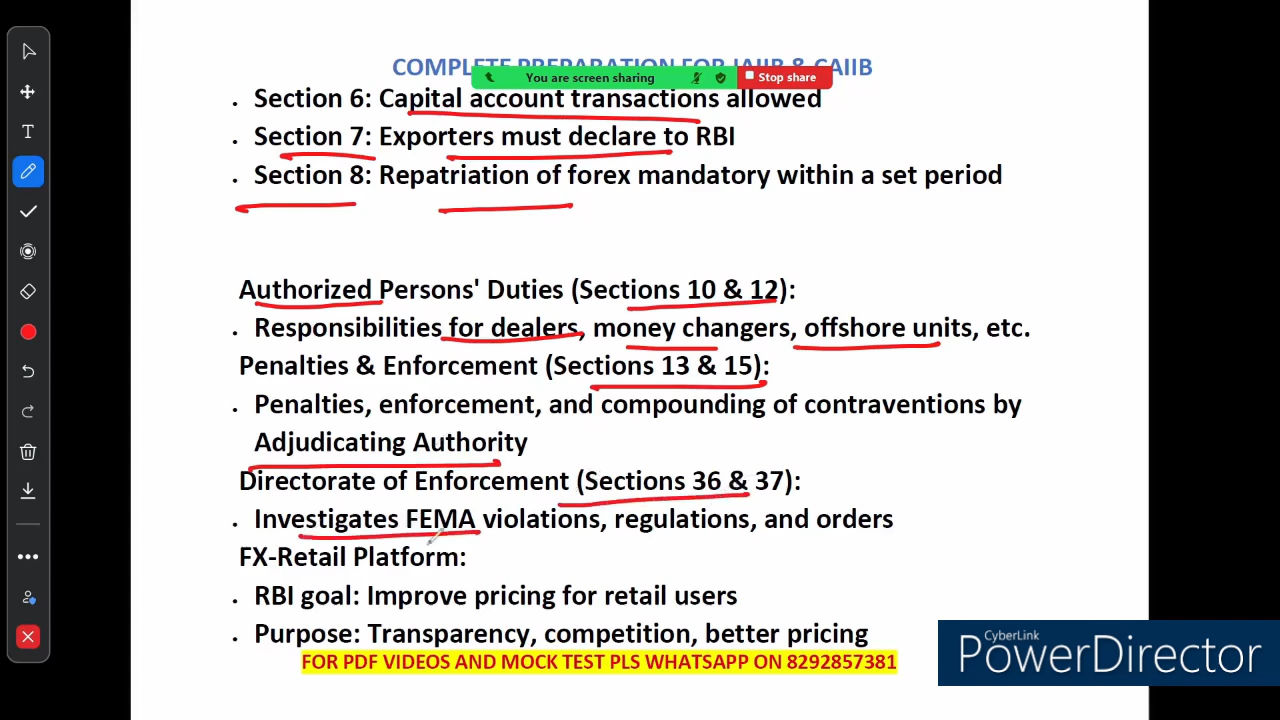 COMPLETE PREPARATION FOR JAIIB & CAIIB
You are screen sharing
Stop share
• Section 6: Capital account transactions allowed
• Section 7: Exporters must declare to RBI
• Section 8: Repatriation of forex mandatory within a set period
Authorized Persons' Duties (Sections 10 & 12):
• Responsibilities for dealers, money changers, offshore units, etc.
Penalties & Enforcement (Sections 13 & 15):
• Penalties, enforcement, and compounding of contraventions by
Adjudicating Authority
Directorate of Enforcement (Sections 36 & 37):
• Investigates FEMA violations, regulations, and orders
FX-Retail Platform:
• RBI goal: Improve pricing for retail users
• Purpose: Transparency, competition, better pricing
FOR PDF VIDEOS AND MOCK TEST PLS WHATSAPP ON 8292857381
CyberLink
PowerDirector
T